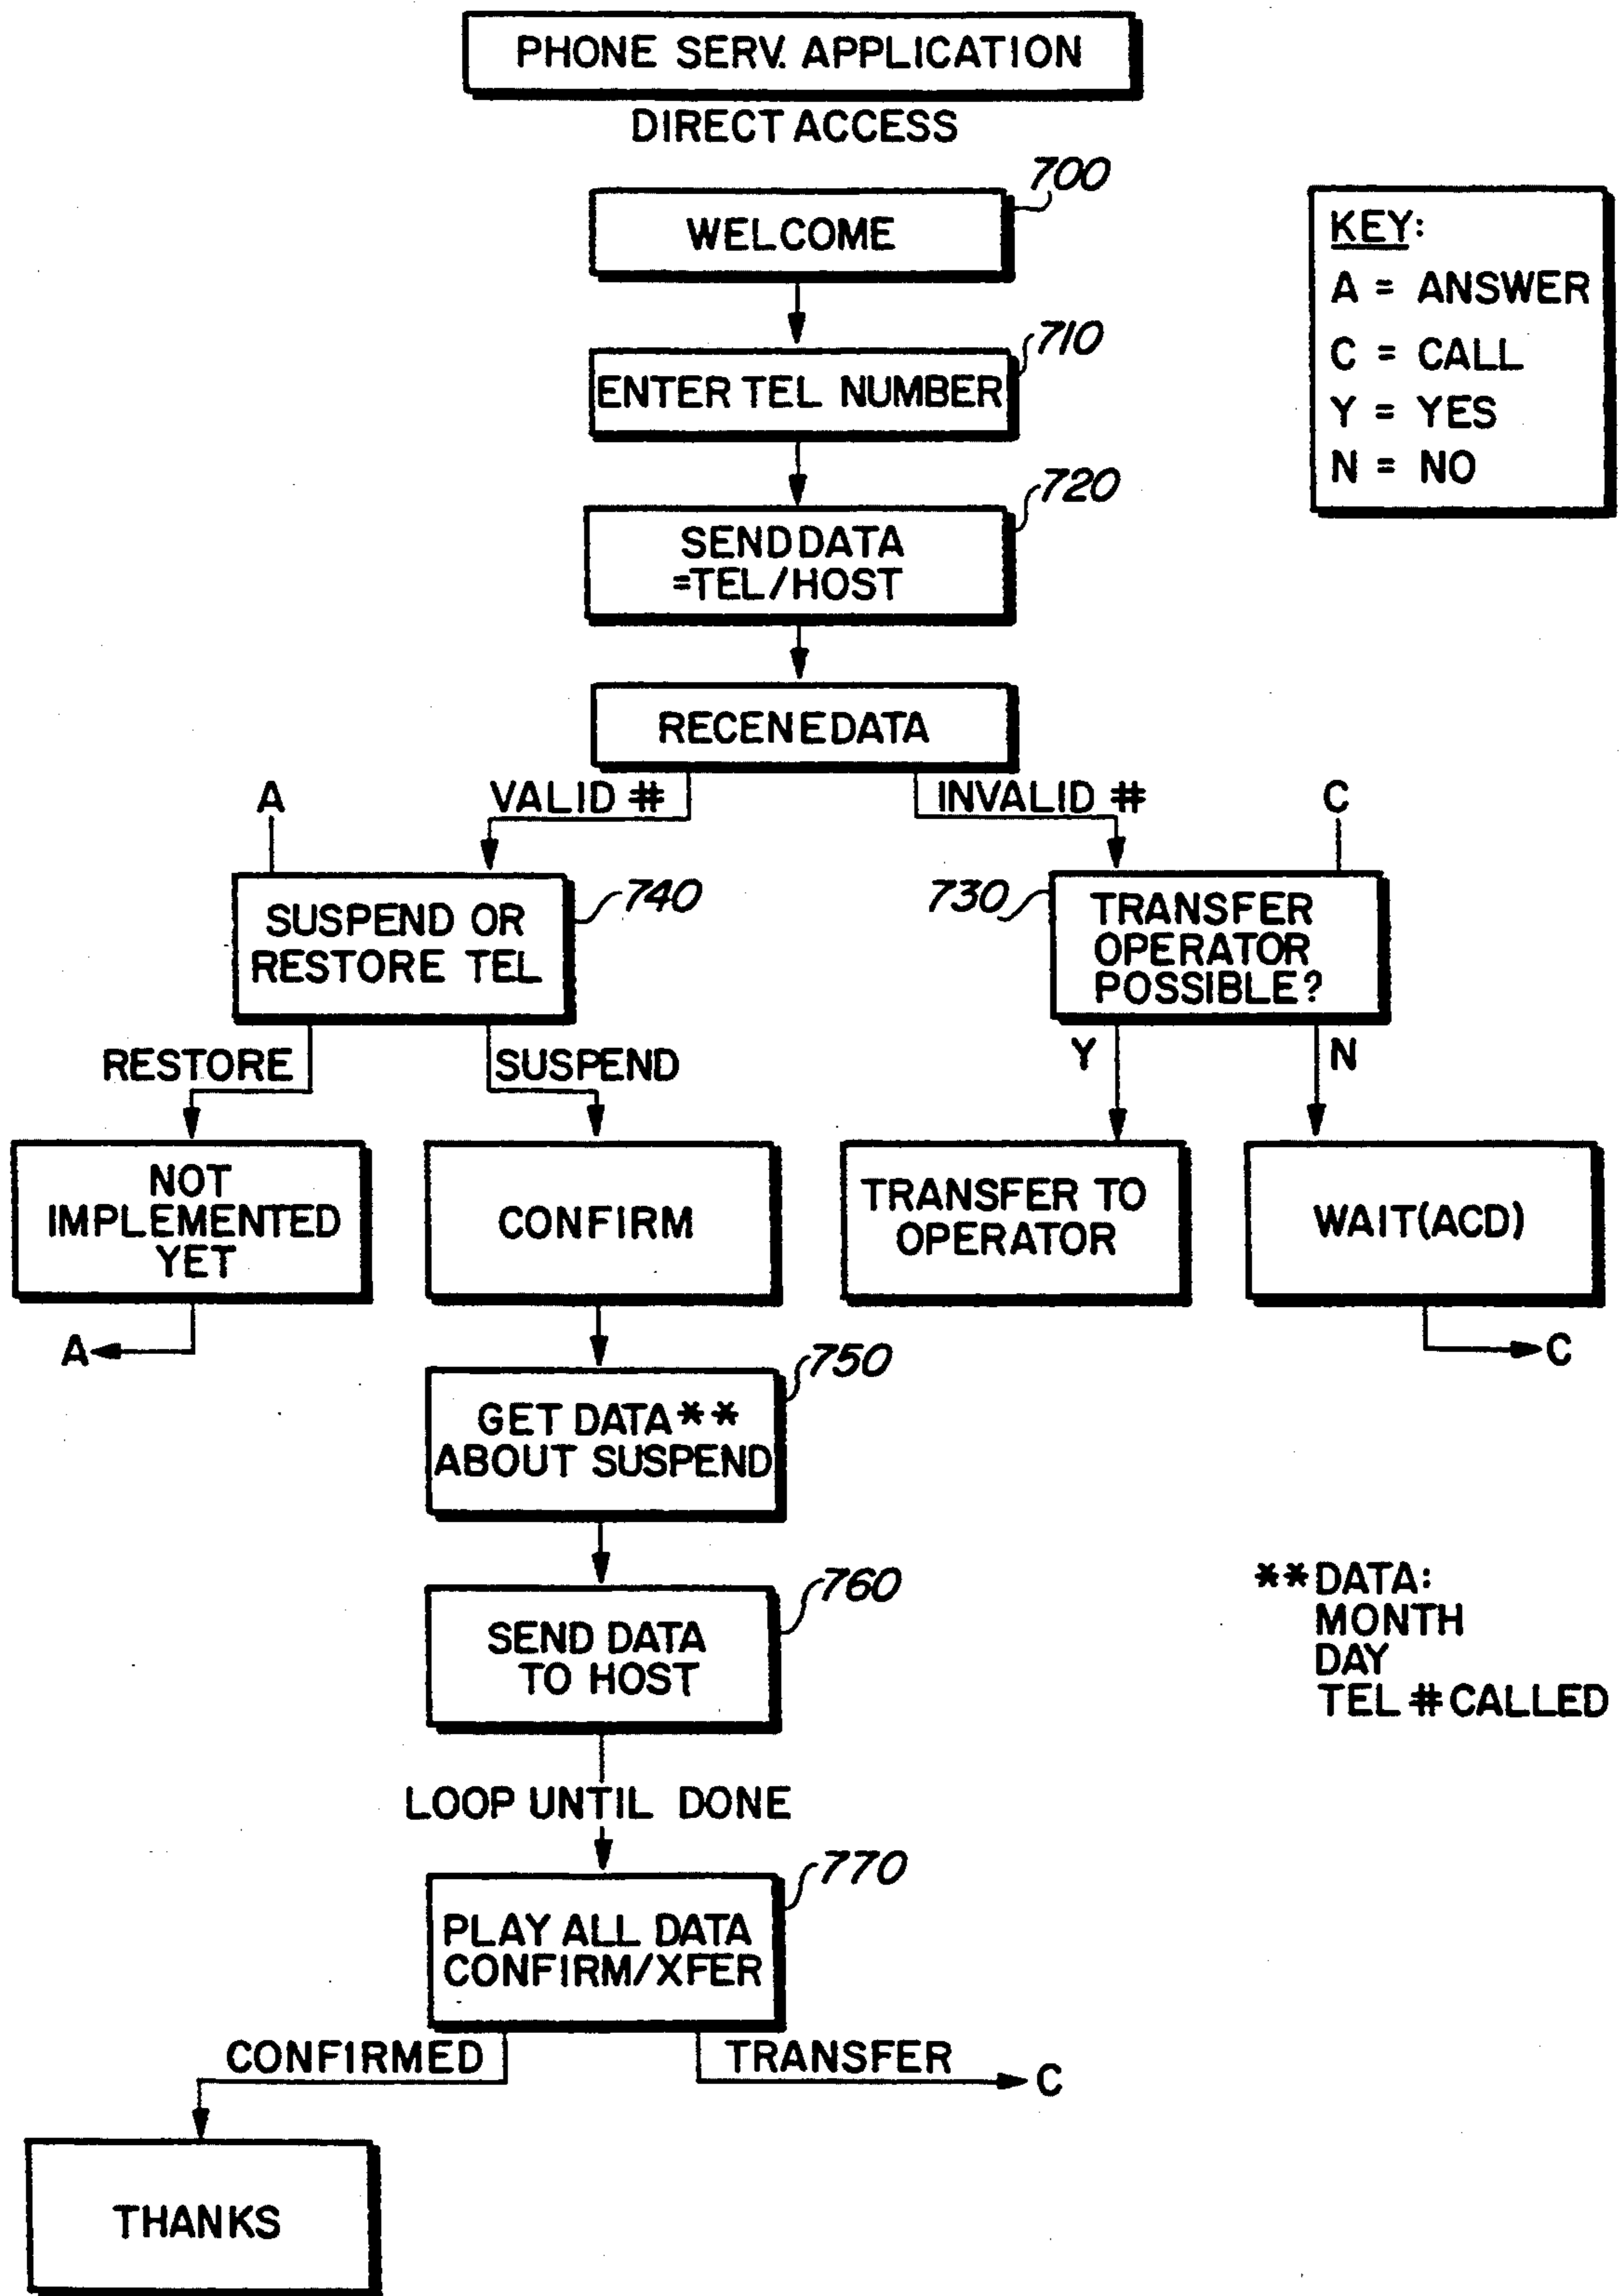 PHONE SERV. APPLICATION
DIRECT ACCESS
700
WELCOME
KEY:
A = ANSWER
C = CALL
Y = YES
N = NO
710
ENTER TEL NUMBER
720
SEND DATA
=TEL/HOST
RECENEDATA
A
VALID #
INVALID #
C
740
SUSPEND OR
RESTORE TEL
730
TRANSFER
OPERATOR
POSSIBLE?
RESTORE
SUSPEND
Y
N
NOT
IMPLEMENTED
YET
CONFIRM
TRANSFER TO
OPERATOR
WAIT(ACD)
A
C
750
GET DATA**
ABOUT SUSPEND
760
SEND DATA
TO HOST
**DATA:
MONTH
DAY
TEL #CALLED
LOOP UNTIL DONE
770
PLAY ALL DATA
CONFIRM/XFER
CONFIRMED
TRANSFER
C
THANKS